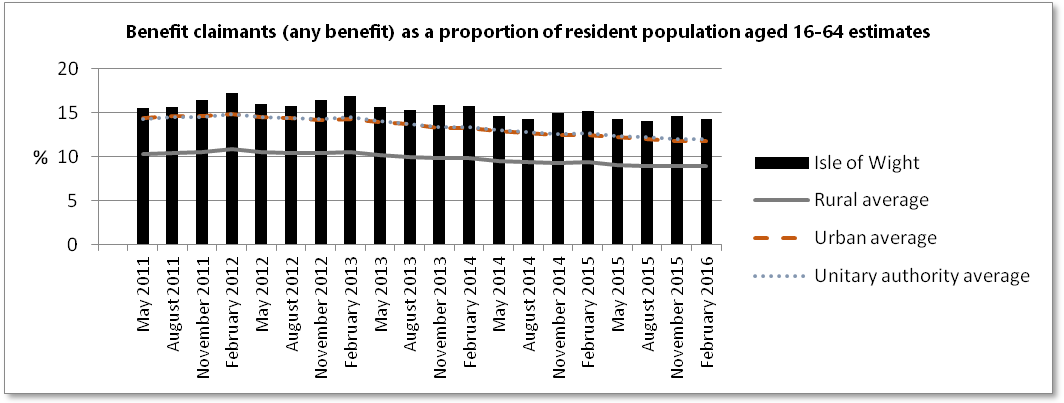 Benefit claimants (any benefit) as a proportion of resident population aged 16-64 estimates
20
15
10
5
0
%
May 2011
August 2011
November 2011
February 2012
May 2012
August 2012
November 2012
February 2013
May 2013
August 2013
November 2013
February 2014
May 2014
August 2014
November 2014
February 2015
May 2015
August 2015
November 2015
February 2016
Isle of Wight
Rural average
Urban average
Unitary authority average